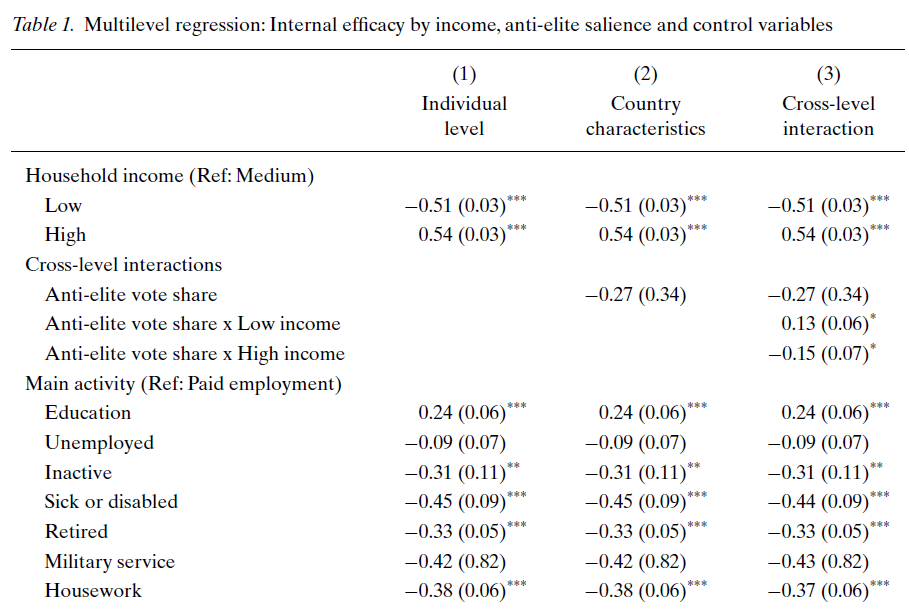 Table 1. Multilevel regression: Internal efficacy by income, anti-elite salience and control variables
(1) (2) (3)
Individual Country Cross-level
level characteristics interaction
Household income (Ref: Medium)
Low −0.51 (0.03)*** −0.51 (0.03)*** −0.51 (0.03)***
High 0.54 (0.03)*** 0.54 (0.03)*** 0.54 (0.03)***
Cross-level interactions
Anti-elite vote share −0.27 (0.34) −0.27 (0.34)
Anti-elite vote share x Low income 0.13 (0.06)*
Anti-elite vote share x High income −0.15 (0.07)*
Main activity (Ref: Paid employment)
Education 0.24 (0.06)*** 0.24 (0.06)*** 0.24 (0.06)***
Unemployed −0.09 (0.07) −0.09 (0.07) −0.09 (0.07)
Inactive −0.31 (0.11)** −0.31 (0.11)** −0.31 (0.11)**
Sick or disabled −0.45 (0.09)*** −0.45 (0.09)*** −0.44 (0.09)***
Retired −0.33 (0.05)*** −0.33 (0.05)*** −0.33 (0.05)***
Military service −0.42 (0.82) −0.42 (0.82) −0.43 (0.82)
Housework −0.38 (0.06)*** −0.38 (0.06)*** −0.37 (0.06)***